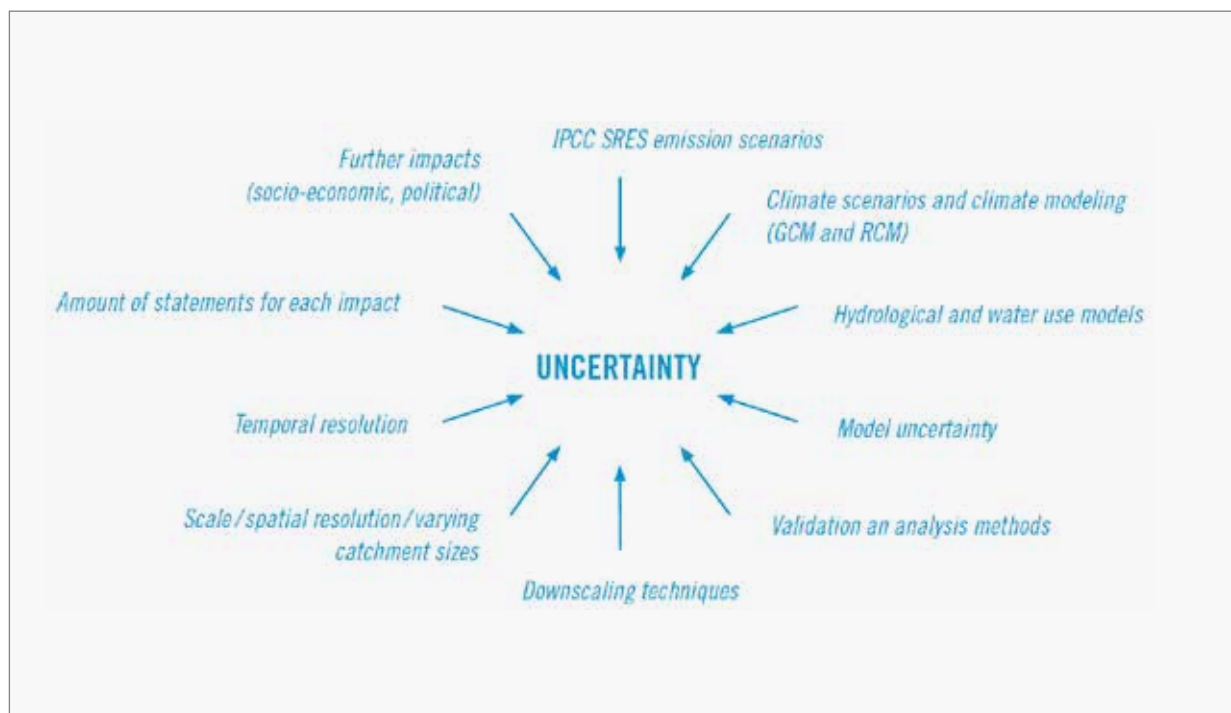 IPCC SRES emission scenarios
Further impacts
(socio-economic, political)
Climate scenarios and climate modeling
(GCM and RCM)
Amount of statements for each impact
Hydrological and water use models
UNCERTAINTY
Temporal resolution
Model uncertainty
Scale/spatial resolution/varying
catchment sizes
Validation an analysis methods
Downscaling techniques